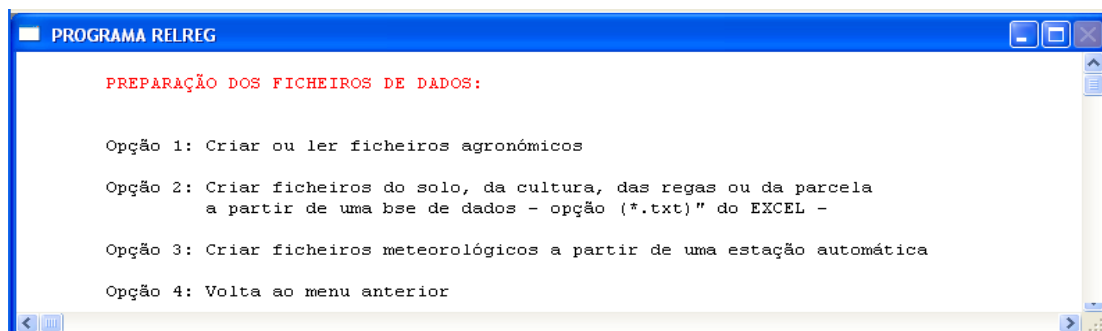 PROGRAMA RELREG
PREPARAÇÃO DOS FICHEIROS DE DADOS:
Opção 1: Criar ou ler ficheiros agronómicos
Opção 2: Criar ficheiros do solo, da cultura, das regas ou da parcela
a partir de uma bse de dados - opção (*.txt)" do EXCEL -
Opção 3: Criar ficheiros meteorológicos a partir de uma estação automática
Opção 4: Volta ao menu anterior